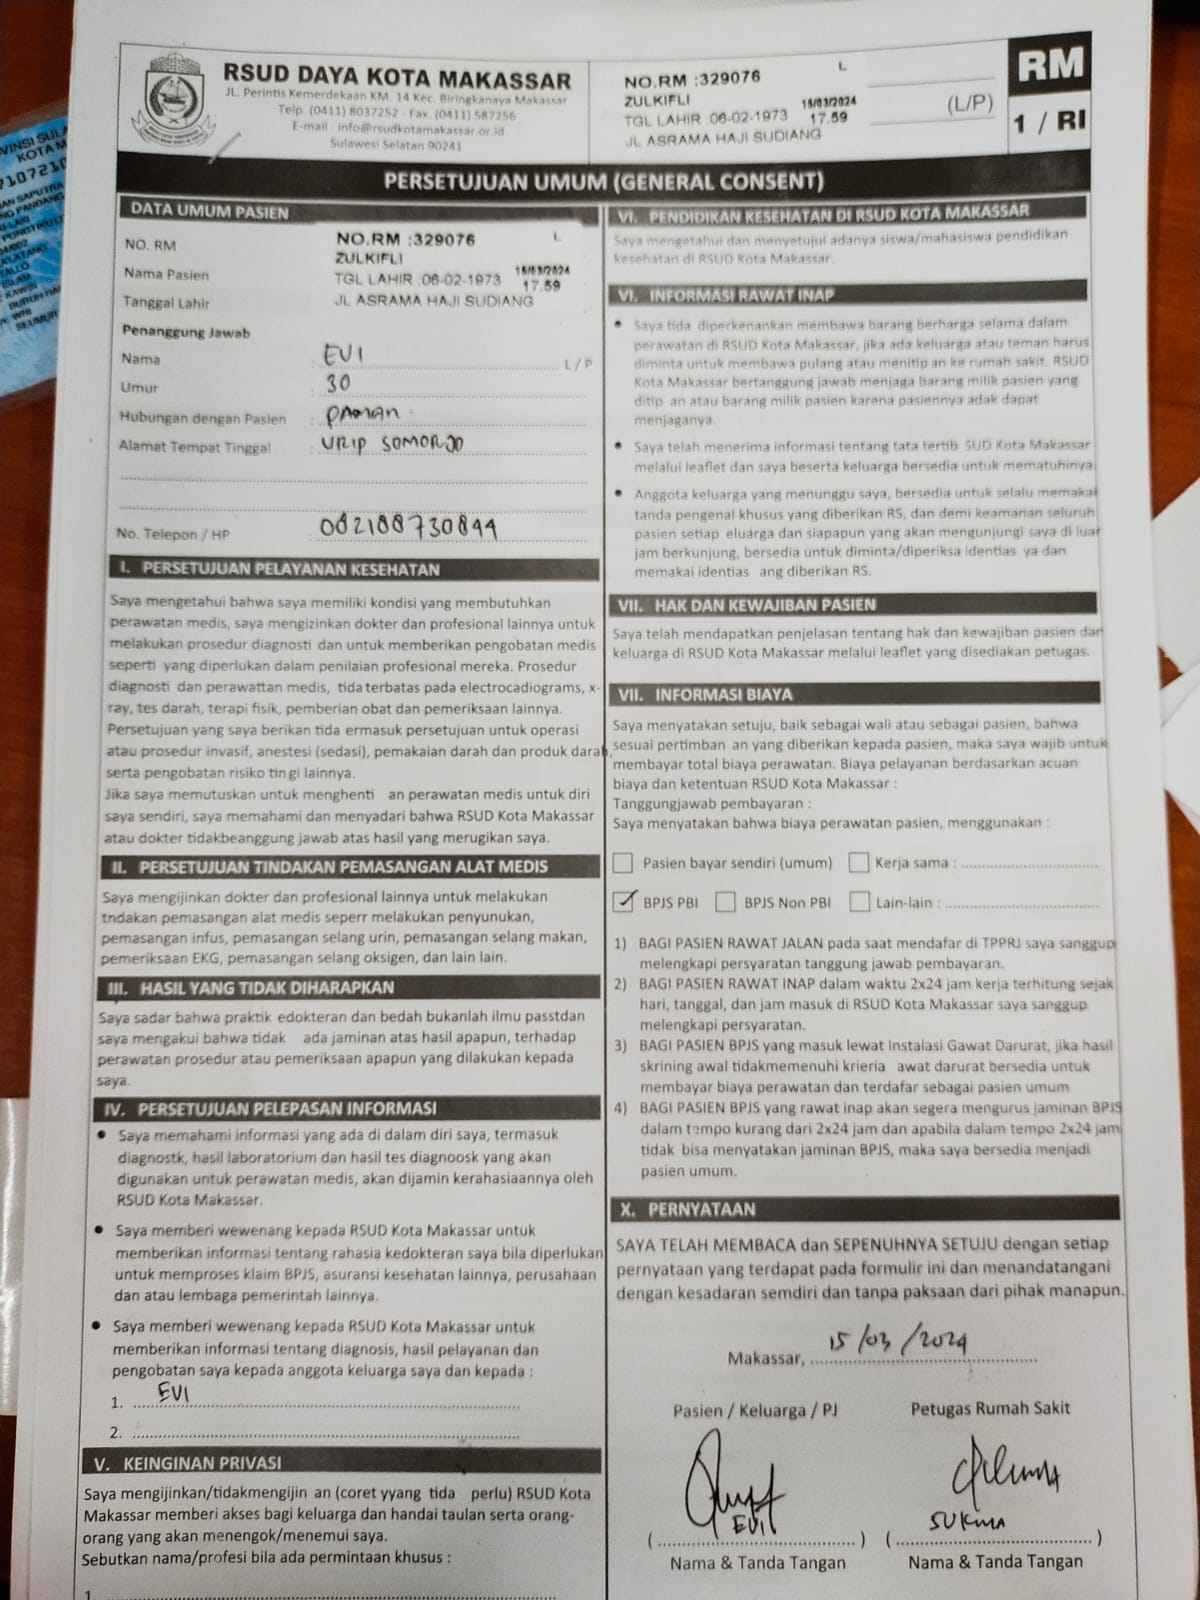 RSUD DAYA KOTA MAKASSAR
JL. Perintis Kemerdekaan KM. 14 Kec. Biringkanaya Makassar
Telp. (0411) 8037252 - Fax. (0411) 587256
E-mail : info@rsudkotamakassar.or.id
Sulawesi Selatan 90241
NO.RM :329076 L
ZULKIFLI
TGL LAHIR :06-02-1973 15/03/2024 17.59
JL ASRAMA HAJI SUDIANG
(L/P)
RM
1 / RI
PERSETUJUAN UMUM (GENERAL CONSENT)
DATA UMUM PASIEN
NO. RM
Nama Pasien
Tanggal Lahir
NO.RM :329076 L
ZULKIFLI
TGL LAHIR :06-02-1973 15/03/2024 17.59
JL ASRAMA HAJI SUDIANG
Penanggung Jawab
Nama : EVI L/P
Umur : 30
Hubungan dengan Pasien : PAMAN
Alamat Tempat Tinggal : URIP SOMORJO
No. Telepon / HP : 082188730899
I. PERSETUJUAN PELAYANAN KESEHATAN
Saya mengetahui bahwa saya memiliki kondisi yang membutuhkan
perawatan medis, saya mengizinkan dokter dan profesional lainnya untuk
melakukan prosedur diagnosti dan untuk memberikan pengobatan medis
seperti yang diperlukan dalam penilaian profesional mereka. Prosedur
diagnosti dan perawattan medis, tida terbatas pada electrocadiograms, x-
ray, tes darah, terapi fisik, pemberian obat dan pemeriksaan lainnya.
Persetujuan yang saya berikan tida ermasuk persetujuan untuk operasi
atau prosedur invasif, anestesi (sedasi), pemakaian darah dan produk darah,
serta pengobatan risiko tin gi lainnya.
Jika saya memutuskan untuk menghenti an perawatan medis untuk diri
saya sendiri, saya memahami dan menyadari bahwa RSUD Kota Makassar
atau dokter tidakbeanggung jawab atas hasil yang merugikan saya.
II. PERSETUJUAN TINDAKAN PEMASANGAN ALAT MEDIS
Saya mengijinkan dokter dan profesional lainnya untuk melakukan
tndakan pemasangan alat medis seperr melakukan penyunukan,
pemasangan infus, pemasangan selang urin, pemasangan selang makan,
pemeriksaan EKG, pemasangan selang oksigen, dan lain lain.
III. HASIL YANG TIDAK DIHARAPKAN
Saya sadar bahwa praktik edokteran dan bedah bukanlah ilmu passtdan
saya mengakui bahwa tidak ada jaminan atas hasil apapun, terhadap
perawatan prosedur atau pemeriksaan apapun yang dilakukan kepada
saya.
IV. PERSETUJUAN PELEPASAN INFORMASI
• Saya memahami informasi yang ada di dalam diri saya, termasuk
diagnostk, hasil laboratorium dan hasil tes diagnoosk yang akan
digunakan untuk perawatan medis, akan dijamin kerahasiaannya oleh
RSUD Kota Makassar.
• Saya memberi wewenang kepada RSUD Kota Makassar untuk
memberikan informasi tentang rahasia kedokteran saya bila diperlukan
untuk memproses klaim BPJS, asuransi kesehatan lainnya, perusahaan
dan atau lembaga pemerintah lainnya.
• Saya memberi wewenang kepada RSUD Kota Makassar untuk
memberikan informasi tentang diagnosis, hasil pelayanan dan
pengobatan saya kepada anggota keluarga saya dan kepada :
1. EVI
2.
V. KEINGINAN PRIVASI
Saya mengijinkan/tidakmengijin an (coret yyang tida perlu) RSUD Kota
Makassar memberi akses bagi keluarga dan handai taulan serta orang-
orang yang akan menengok/menemui saya.
Sebutkan nama/profesi bila ada permintaan khusus :
1
VI. PENDIDIKAN KESEHATAN DI RSUD KOTA MAKASSAR
Saya mengetahui dan menyetujui adanya siswa/mahasiswa pendidikan
kesehatan di RSUD Kota Makassar.
VI. INFORMASI RAWAT INAP
• Saya tida diperkenankan membawa barang berharga selama dalam
perawatan di RSUD Kota Makassar, jika ada keluarga atau teman harus
diminta untuk membawa pulang atau menitip an ke rumah sakit. RSUD
Kota Makassar bertanggung jawab menjaga barang milik pasien yang
ditip an atau barang milik pasien karena pasiennya adak dapat
menjaganya.
• Saya telah menerima informasi tentang tata tertib SUD Kota Makassar
melalui leaflet dan saya beserta keluarga bersedia untuk mematuhinya
• Anggota keluarga yang menunggu saya, bersedia untuk selalu memakai
tanda pengenal khusus yang diberikan RS, dan demi keamanan seluruh
pasien setiap eluarga dan siapapun yang akan mengunjungi saya di luar
jam berkunjung, bersedia untuk diminta/diperiksa identias ya dan
memakai identias ang diberikan RS.
VII. HAK DAN KEWAJIBAN PASIEN
Saya telah mendapatkan penjelasan tentang hak dan kewajiban pasien dan
keluarga di RSUD Kota Makassar melalui leaflet yang disediakan petugas.
VII. INFORMASI BIAYA
Saya menyatakan setuju, baik sebagai wali atau sebagai pasien, bahwa
sesuai pertimban an yang diberikan kepada pasien, maka saya wajib untuk
membayar total biaya perawatan. Biaya pelayanan berdasarkan acuan
biaya dan ketentuan RSUD Kota Makassar :
Tanggungjawab pembayaran :
Saya menyatakan bahwa biaya perawatan pasien, menggunakan :
Pasien bayar sendiri (umum) Kerja sama :
✓ BPJS PBI BPJS Non PBI Lain-lain :
1) BAGI PASIEN RAWAT JALAN pada saat mendafar di TPPRJ saya sanggup
melengkapi persyaratan tanggung jawab pembayaran.
2) BAGI PASIEN RAWAT INAP dalam waktu 2x24 jam kerja terhitung sejak
hari, tanggal, dan jam masuk di RSUD Kota Makassar saya sanggup
melengkapi persyaratan.
3) BAGI PASIEN BPJS yang masuk lewat Instalasi Gawat Darurat, jika hasil
skrining awal tidakmemenuhi krieria awat darurat bersedia untuk
membayar biaya perawatan dan terdafar sebagai pasien umum
4) BAGI PASIEN BPJS yang rawat inap akan segera mengurus jaminan BPJS
dalam tempo kurang dari 2x24 jam dan apabila dalam tempo 2x24 jam
tidak bisa menyatakan jaminan BPJS, maka saya bersedia menjadi
pasien umum.
X. PERNYATAAN
SAYA TELAH MEMBACA dan SEPENUHNYA SETUJU dengan setiap
pernyataan yang terdapat pada formulir ini dan menandatangani
dengan kesadaran semdiri dan tanpa paksaan dari pihak manapun.
Makassar, 15/03/2024
Pasien / Keluarga / PJ Petugas Rumah Sakit
(EVI) (SUKMA)
Nama & Tanda Tangan Nama & Tanda Tangan